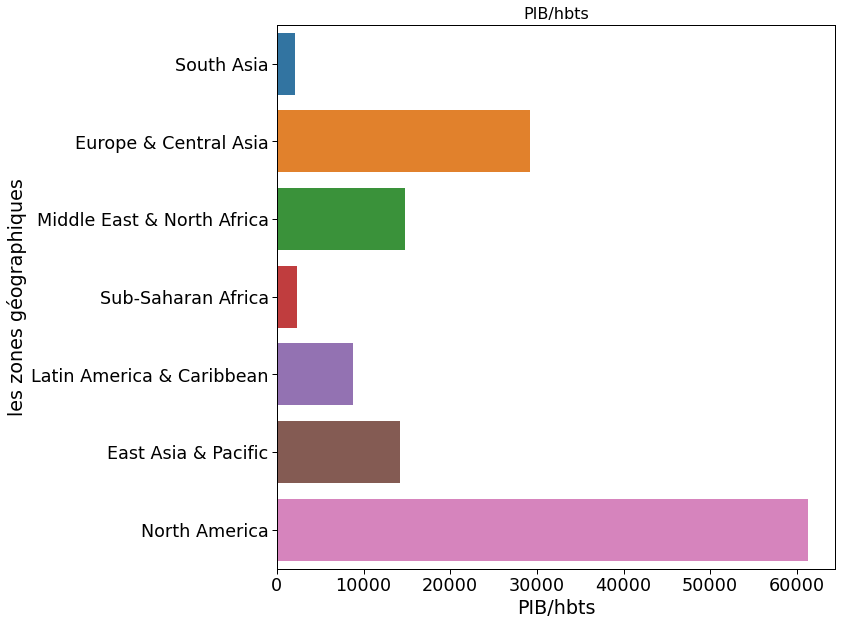 PIB/hbts
les zones géographiques
South Asia
Europe & Central Asia
Middle East & North Africa
Sub-Saharan Africa
Latin America & Caribbean
East Asia & Pacific
North America
0 10000 20000 30000 40000 50000 60000
PIB/hbts